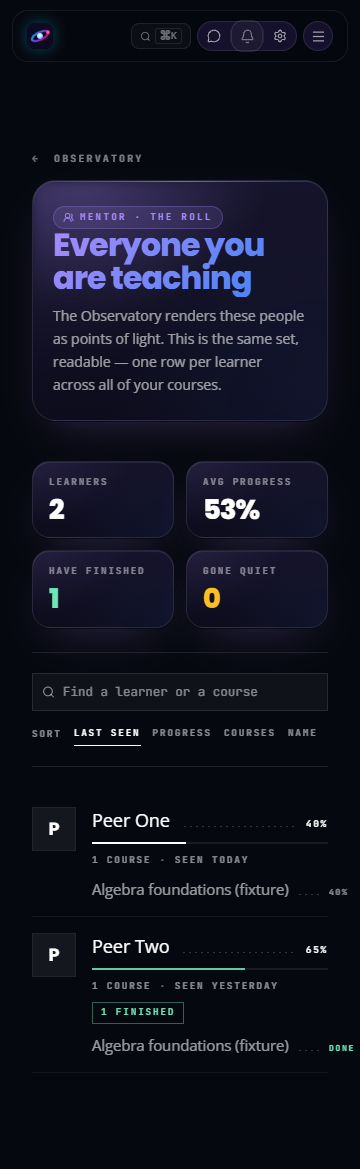 ⌘K
← OBSERVATORY
MENTOR · THE ROLL
Everyone you
are teaching
The Observatory renders these people
as points of light. This is the same set,
readable — one row per learner
across all of your courses.
LEARNERS
2
AVG PROGRESS
53%
HAVE FINISHED
1
GONE QUIET
0
Find a learner or a course
SORT LAST SEEN PROGRESS COURSES NAME
P
Peer One 40%
1 COURSE · SEEN TODAY
Algebra foundations (fixture) 40%
P
Peer Two 65%
1 COURSE · SEEN YESTERDAY
1 FINISHED
Algebra foundations (fixture) DONE